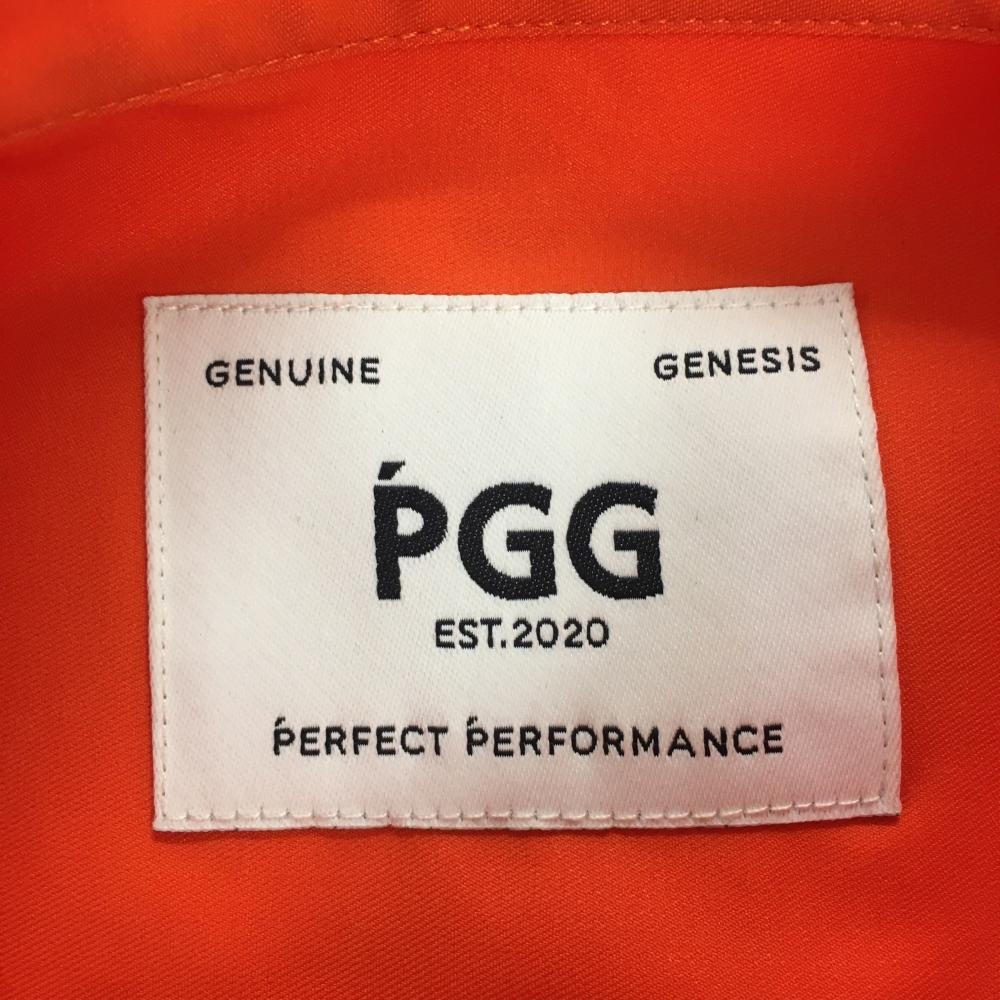 GENUINE GENESIS
ṔGG
EST.2020
ṔERFECT ṔERFORMANCE